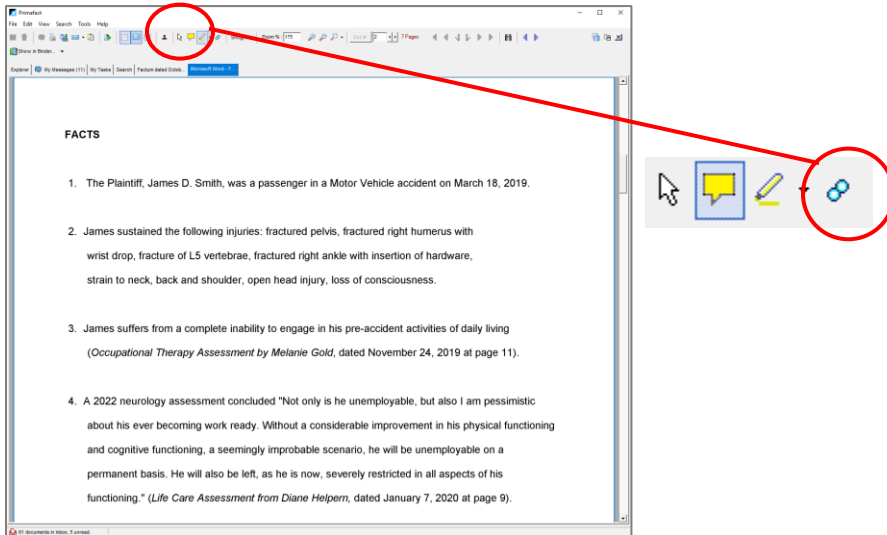 Primafact
File Edit View Search Tools Help
Zoom %: 175 Doc #: 2 7 Pages
Show in Binder...
Explorer My Messages (11) My Tasks Search Factum dated Octob... Microsoft Word - F...
FACTS
1. The Plaintiff, James D. Smith, was a passenger in a Motor Vehicle accident on March 18, 2019.
2. James sustained the following injuries: fractured pelvis, fractured right humerus with
wrist drop, fracture of L5 vertebrae, fractured right ankle with insertion of hardware,
strain to neck, back and shoulder, open head injury, loss of consciousness.
3. James suffers from a complete inability to engage in his pre-accident activities of daily living
(Occupational Therapy Assessment by Melanie Gold, dated November 24, 2019 at page 11).
4. A 2022 neurology assessment concluded "Not only is he unemployable, but also I am pessimistic
about his ever becoming work ready. Without a considerable improvement in his physical functioning
and cognitive functioning, a seemingly improbable scenario, he will be unemployable on a
permanent basis. He will also be left, as he is now, severely restricted in all aspects of his
functioning." (Life Care Assessment from Diane Helpern, dated January 7, 2020 at page 9).
61 documents in inbox, 5 unread.